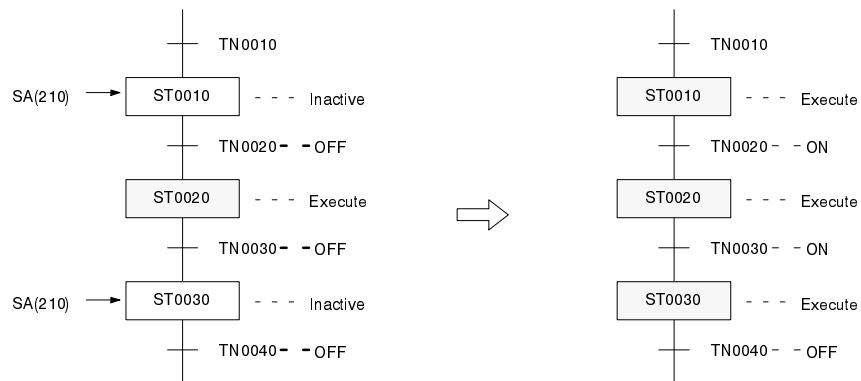 TN0010
SA(210) ST0010 - - - Inactive
TN0020 - - OFF
ST0020 - - - Execute
TN0030 - - OFF
SA(210) ST0030 - - - Inactive
TN0040 - - OFF
TN0010
ST0010 - - - Execute
TN0020 - - ON
ST0020 - - - Execute
TN0030 - - ON
ST0030 - - - Execute
TN0040 - - OFF